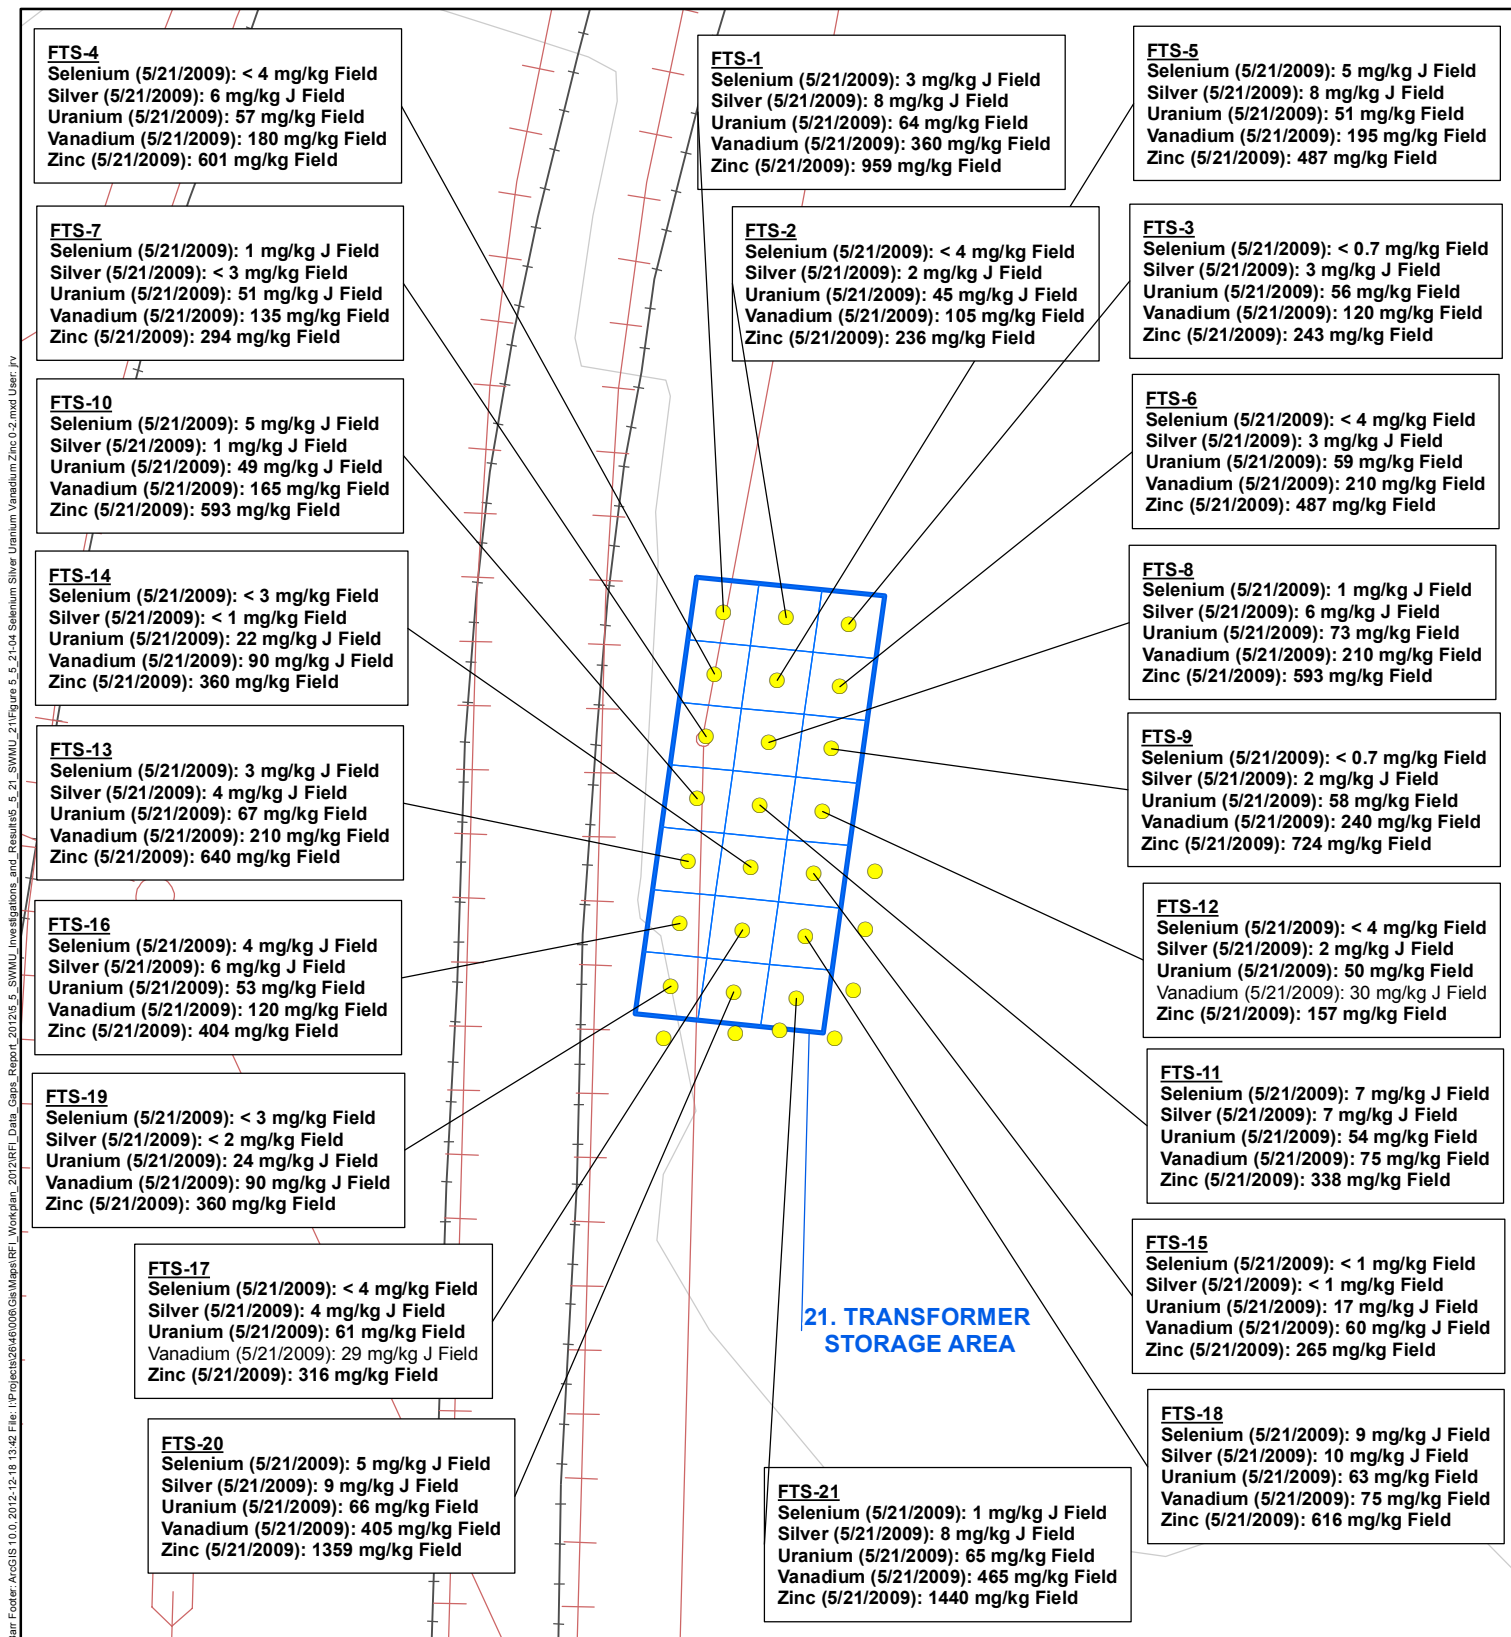 FTS-4
Selenium (5/21/2009): < 4 mg/kg Field
Silver (5/21/2009): 6 mg/kg J Field
Uranium (5/21/2009): 57 mg/kg Field
Vanadium (5/21/2009): 180 mg/kg Field
Zinc (5/21/2009): 601 mg/kg Field
FTS-1
Selenium (5/21/2009): 3 mg/kg J Field
Silver (5/21/2009): 8 mg/kg J Field
Uranium (5/21/2009): 64 mg/kg Field
Vanadium (5/21/2009): 360 mg/kg Field
Zinc (5/21/2009): 959 mg/kg Field
FTS-5
Selenium (5/21/2009): 5 mg/kg J Field
Silver (5/21/2009): 8 mg/kg J Field
Uranium (5/21/2009): 51 mg/kg Field
Vanadium (5/21/2009): 195 mg/kg Field
Zinc (5/21/2009): 487 mg/kg Field
FTS-7
Selenium (5/21/2009): 1 mg/kg J Field
Silver (5/21/2009): < 3 mg/kg Field
Uranium (5/21/2009): 51 mg/kg J Field
Vanadium (5/21/2009): 135 mg/kg Field
Zinc (5/21/2009): 294 mg/kg Field
FTS-2
Selenium (5/21/2009): < 4 mg/kg Field
Silver (5/21/2009): 2 mg/kg J Field
Uranium (5/21/2009): 45 mg/kg J Field
Vanadium (5/21/2009): 105 mg/kg J Field
Zinc (5/21/2009): 236 mg/kg Field
FTS-3
Selenium (5/21/2009): < 0.7 mg/kg Field
Silver (5/21/2009): 3 mg/kg J Field
Uranium (5/21/2009): 56 mg/kg J Field
Vanadium (5/21/2009): 120 mg/kg Field
Zinc (5/21/2009): 243 mg/kg Field
FTS-10
Selenium (5/21/2009): 5 mg/kg J Field
Silver (5/21/2009): 1 mg/kg J Field
Uranium (5/21/2009): 49 mg/kg J Field
Vanadium (5/21/2009): 165 mg/kg Field
Zinc (5/21/2009): 593 mg/kg Field
FTS-6
Selenium (5/21/2009): < 4 mg/kg Field
Silver (5/21/2009): 3 mg/kg J Field
Uranium (5/21/2009): 59 mg/kg Field
Vanadium (5/21/2009): 210 mg/kg Field
Zinc (5/21/2009): 487 mg/kg Field
FTS-14
Selenium (5/21/2009): < 3 mg/kg Field
Silver (5/21/2009): < 1 mg/kg Field
Uranium (5/21/2009): 22 mg/kg J Field
Vanadium (5/21/2009): 90 mg/kg J Field
Zinc (5/21/2009): 360 mg/kg Field
FTS-8
Selenium (5/21/2009): 1 mg/kg J Field
Silver (5/21/2009): 6 mg/kg J Field
Uranium (5/21/2009): 73 mg/kg Field
Vanadium (5/21/2009): 210 mg/kg Field
Zinc (5/21/2009): 593 mg/kg Field
FTS-13
Selenium (5/21/2009): 3 mg/kg J Field
Silver (5/21/2009): 4 mg/kg J Field
Uranium (5/21/2009): 67 mg/kg Field
Vanadium (5/21/2009): 210 mg/kg Field
Zinc (5/21/2009): 640 mg/kg Field
FTS-9
Selenium (5/21/2009): < 0.7 mg/kg Field
Silver (5/21/2009): 2 mg/kg J Field
Uranium (5/21/2009): 58 mg/kg Field
Vanadium (5/21/2009): 240 mg/kg Field
Zinc (5/21/2009): 724 mg/kg Field
FTS-16
Selenium (5/21/2009): 4 mg/kg J Field
Silver (5/21/2009): 6 mg/kg J Field
Uranium (5/21/2009): 53 mg/kg Field
Vanadium (5/21/2009): 120 mg/kg Field
Zinc (5/21/2009): 404 mg/kg Field
FTS-12
Selenium (5/21/2009): < 4 mg/kg Field
Silver (5/21/2009): 2 mg/kg J Field
Uranium (5/21/2009): 50 mg/kg Field
Vanadium (5/21/2009): 30 mg/kg J Field
Zinc (5/21/2009): 157 mg/kg Field
FTS-11
Selenium (5/21/2009): 7 mg/kg J Field
Silver (5/21/2009): 7 mg/kg J Field
Uranium (5/21/2009): 54 mg/kg Field
Vanadium (5/21/2009): 75 mg/kg J Field
Zinc (5/21/2009): 338 mg/kg Field
FTS-19
Selenium (5/21/2009): < 3 mg/kg Field
Silver (5/21/2009): < 2 mg/kg Field
Uranium (5/21/2009): 24 mg/kg J Field
Vanadium (5/21/2009): 90 mg/kg J Field
Zinc (5/21/2009): 360 mg/kg Field
FTS-15
Selenium (5/21/2009): < 1 mg/kg Field
Silver (5/21/2009): < 1 mg/kg Field
Uranium (5/21/2009): 17 mg/kg J Field
Vanadium (5/21/2009): 60 mg/kg J Field
Zinc (5/21/2009): 265 mg/kg Field
FTS-17
Selenium (5/21/2009): < 4 mg/kg Field
Silver (5/21/2009): 4 mg/kg J Field
Uranium (5/21/2009): 61 mg/kg Field
Vanadium (5/21/2009): 29 mg/kg J Field
Zinc (5/21/2009): 316 mg/kg Field
21. TRANSFORMER
STORAGE AREA
FTS-18
Selenium (5/21/2009): 9 mg/kg J Field
Silver (5/21/2009): 10 mg/kg J Field
Uranium (5/21/2009): 63 mg/kg Field
Vanadium (5/21/2009): 75 mg/kg J Field
Zinc (5/21/2009): 616 mg/kg Field
FTS-20
Selenium (5/21/2009): 5 mg/kg J Field
Silver (5/21/2009): 9 mg/kg J Field
Uranium (5/21/2009): 66 mg/kg Field
Vanadium (5/21/2009): 405 mg/kg Field
Zinc (5/21/2009): 1359 mg/kg Field
FTS-21
Selenium (5/21/2009): 1 mg/kg J Field
Silver (5/21/2009): 8 mg/kg J Field
Uranium (5/21/2009): 65 mg/kg Field
Vanadium (5/21/2009): 465 mg/kg Field
Zinc (5/21/2009): 1440 mg/kg Field
Barr Footer: ArcGIS 10.0, 2012-12-18 13:42 File: I:\Projects\26\46\006\Gis\Maps\RFI_Workplan_2012\RFI_Data_Gaps_Report_2012\5_5_SWMU_Investigations_and_Results\5_5_21_SWMU_21\Figure 5_5_21-04 Selenium Silver Uranium Vanadium Zinc 0-2.mxd User: jrv